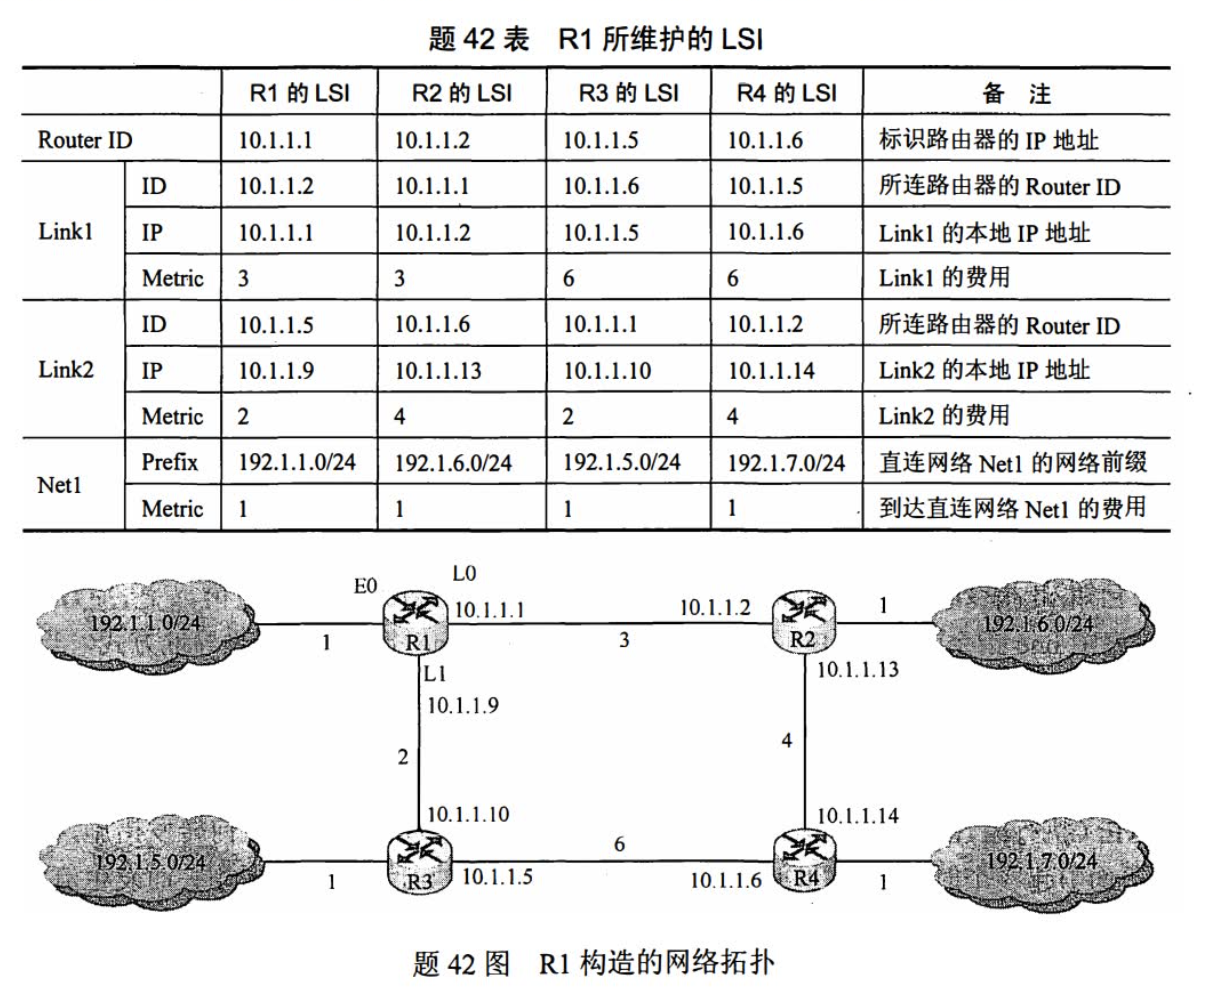 题 42 表 R1 所维护的 LSI
R1 的 LSI R2 的 LSI R3 的 LSI R4 的 LSI 备 注
Router ID 10.1.1.1 10.1.1.2 10.1.1.5 10.1.1.6 标识路由器的 IP 地址
Link1 ID 10.1.1.2 10.1.1.1 10.1.1.6 10.1.1.5 所连路由器的 Router ID
IP 10.1.1.1 10.1.1.2 10.1.1.5 10.1.1.6 Link1 的本地 IP 地址
Metric 3 3 6 6 Link1 的费用
Link2 ID 10.1.1.5 10.1.1.6 10.1.1.1 10.1.1.2 所连路由器的 Router ID
IP 10.1.1.9 10.1.1.13 10.1.1.10 10.1.1.14 Link2 的本地 IP 地址
Metric 2 4 2 4 Link2 的费用
Net1 Prefix 192.1.1.0/24 192.1.6.0/24 192.1.5.0/24 192.1.7.0/24 直连网络 Net1 的网络前缀
Metric 1 1 1 1 到达直连网络 Net1 的费用
E0 L0
192.1.1.0/24 1 R1 10.1.1.1 3 10.1.1.2 R2 1 192.1.6.0/24
L1 10.1.1.13
10.1.1.9
2 4
10.1.1.10 10.1.1.14
192.1.5.0/24 1 R3 10.1.1.5 6 10.1.1.6 R4 1 192.1.7.0/24
题 42 图 R1 构造的网络拓扑